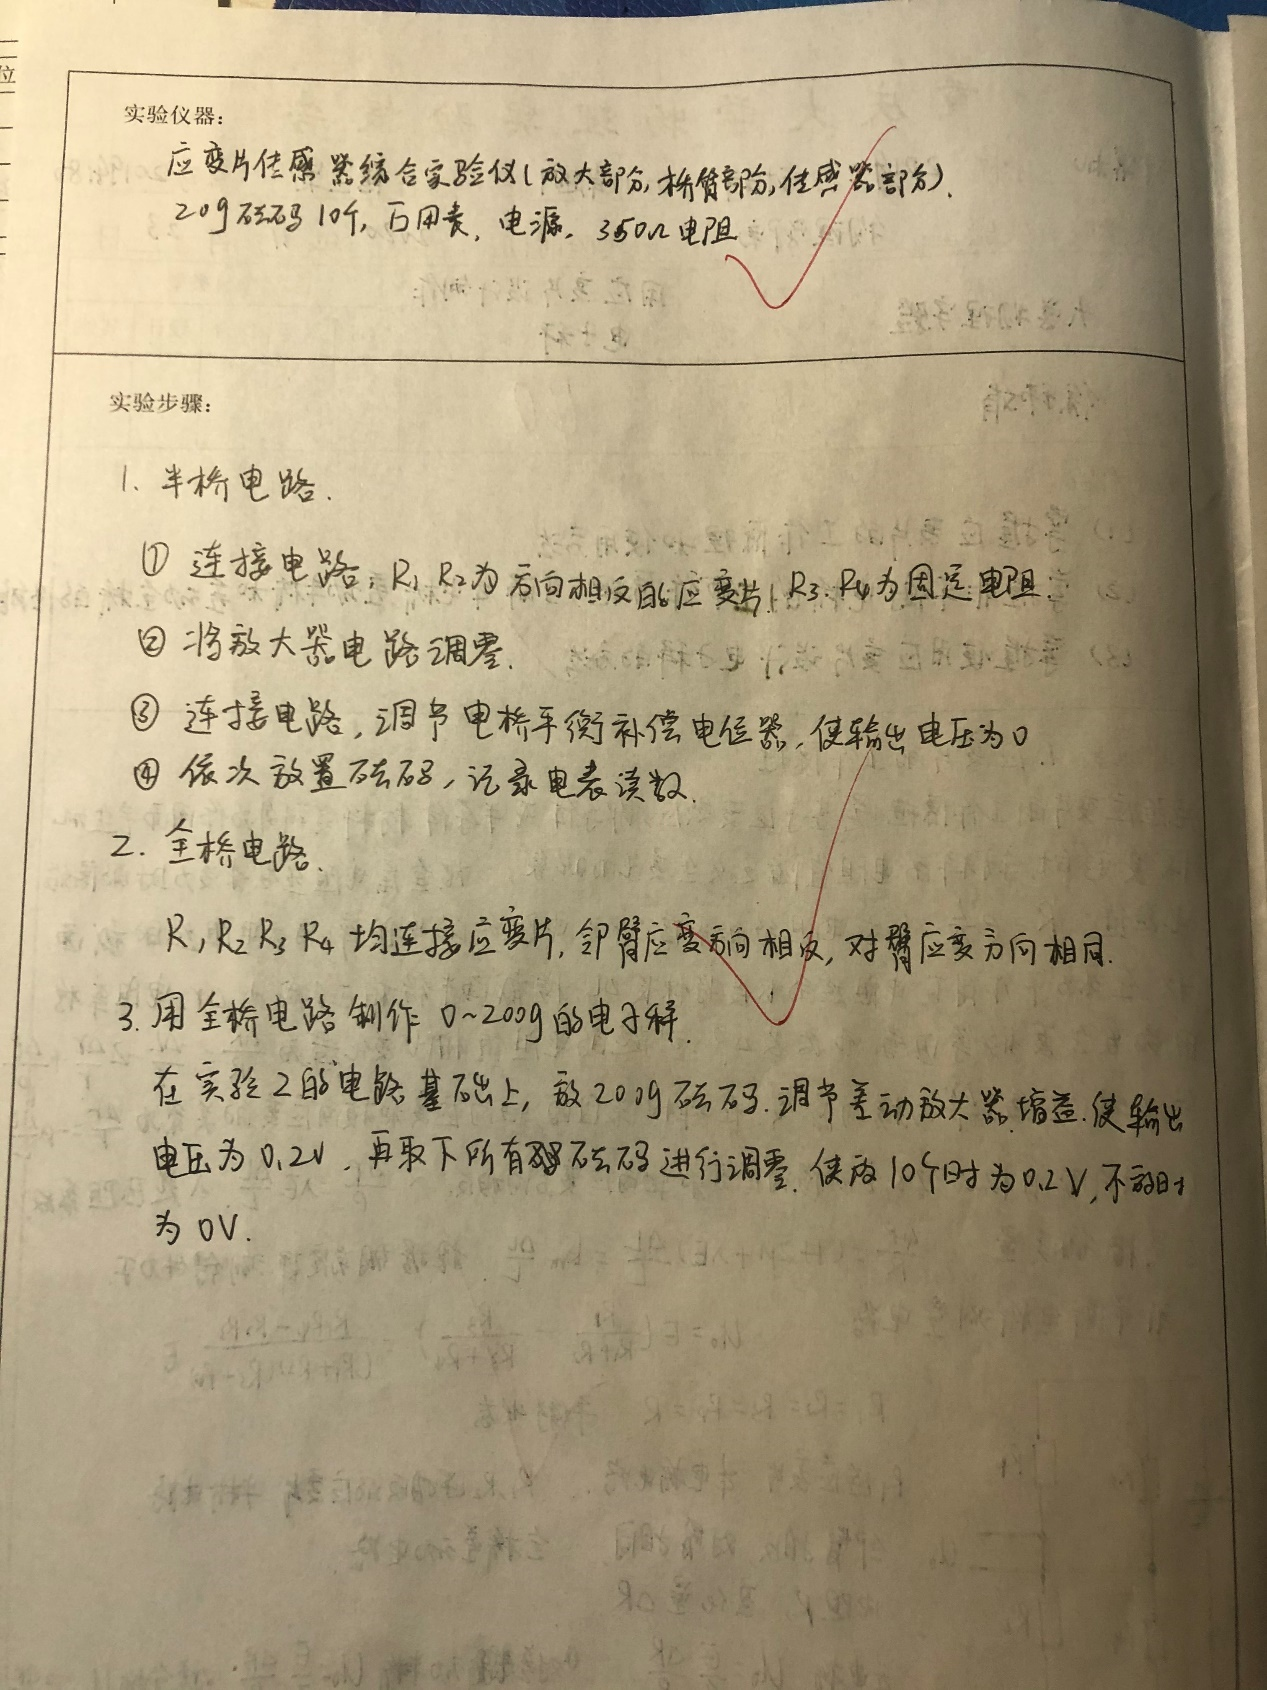 位
实验仪器：
应变片传感器综合实验仪（放大部分，桥臂部分，传感器部分）.
20g砝码10个，万用表，电源，350Ω电阻
实验步骤：
1. 半桥电路.
① 连接电路，R1 R2为方向相反的应变片，R3、R4为固定电阻.
② 将放大器电路调零.
③ 连接电路，调节电桥平衡补偿电位器，使输出电压为0
④ 依次放置砝码，记录电表读数.
2. 全桥电路.
R1 R2 R3 R4 均连接应变片，邻臂应变方向相反，对臂应变方向相同.
3. 用全桥电路制作 0~200g的电子秤.
在实验2的电路基础上，放200g砝码.调节差动放大器增益.使输出
电压为0.2V，再取下所有砝码进行调零.使放10个时为0.2V，不放时
为0V.